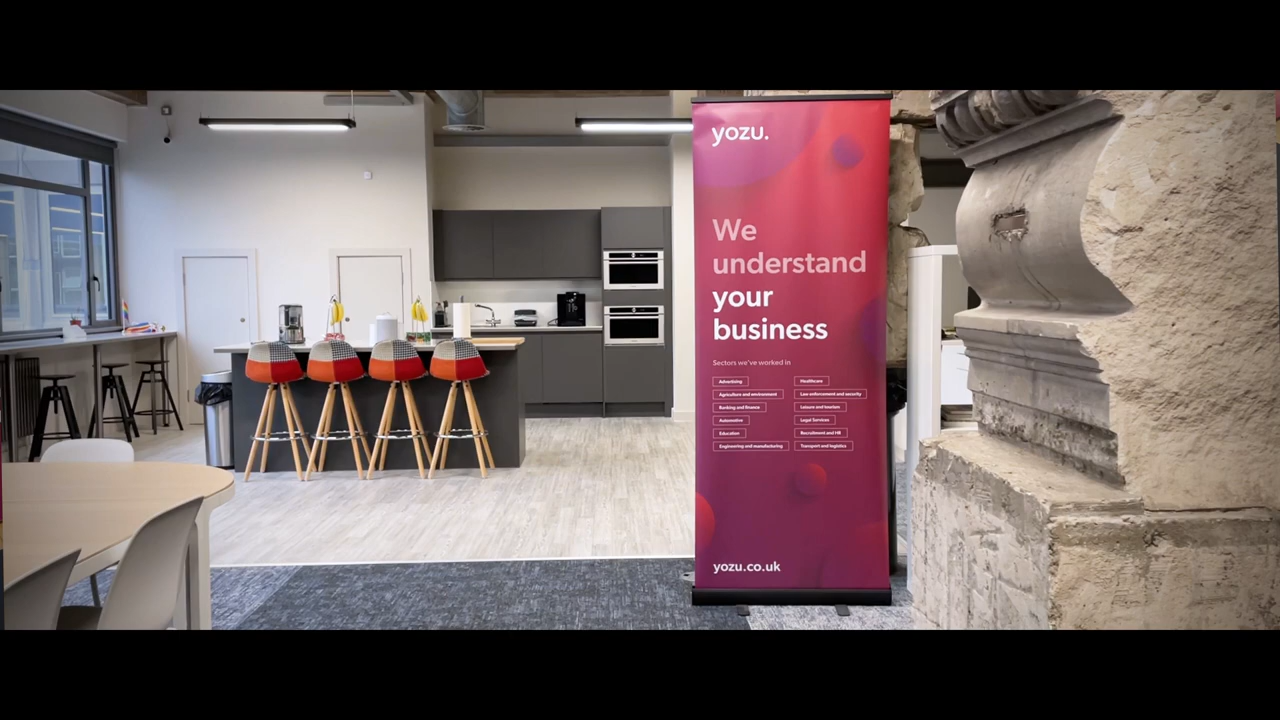 yozu.
We
understand
your
business
Sectors we've worked in
Advertising
Healthcare
Agriculture and environment
Law enforcement and security
Banking and finance
Leisure and tourism
Automotive
Legal Services
Education
Recruitment and HR
Engineering and manufacturing
Transport and logistics
yozu.co.uk